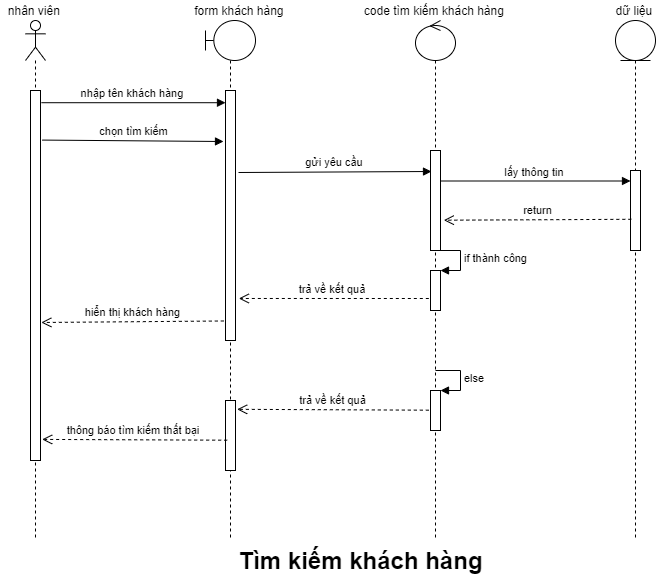 nhân viên
form khách hàng
code tìm kiếm khách hàng
dữ liệu
nhập tên khách hàng
chọn tìm kiếm
gửi yêu cầu
lấy thông tin
return
if thành công
trả về kết quả
hiển thị khách hàng
else
trả về kết quả
thông báo tìm kiếm thất bại
Tìm kiếm khách hàng